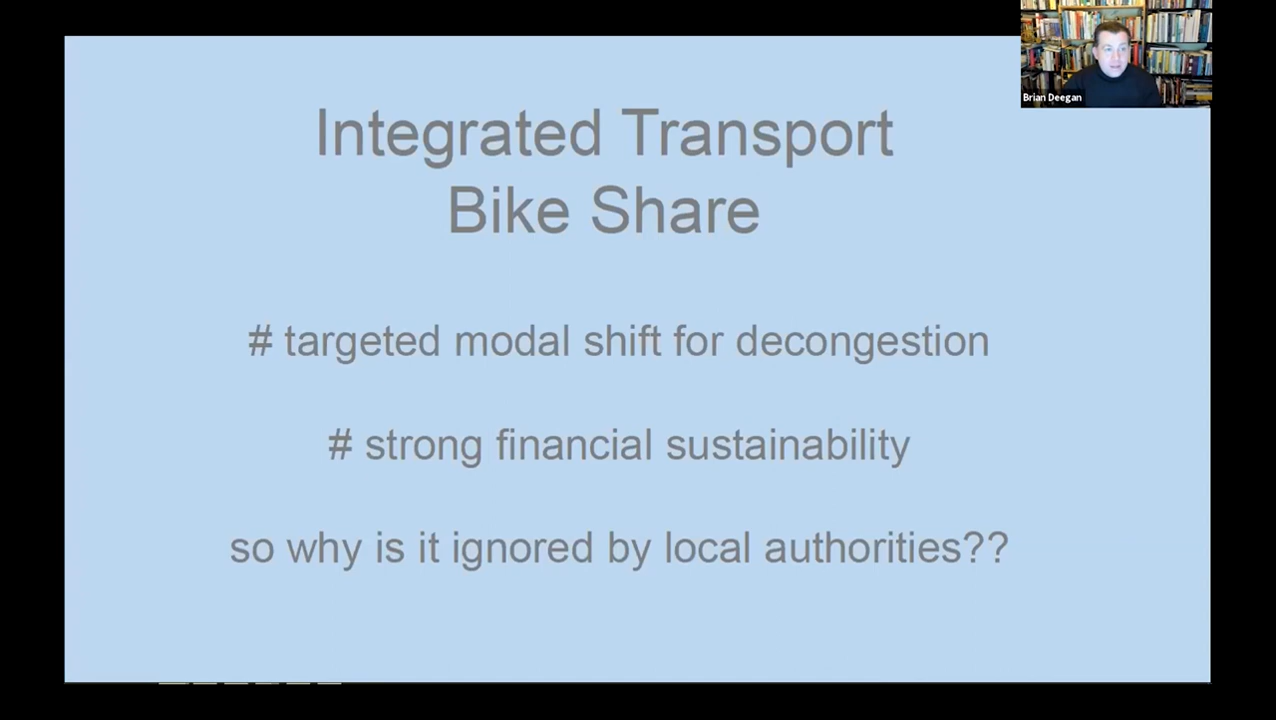 Brian Deegan
Integrated Transport
Bike Share
# targeted modal shift for decongestion
# strong financial sustainability
so why is it ignored by local authorities??